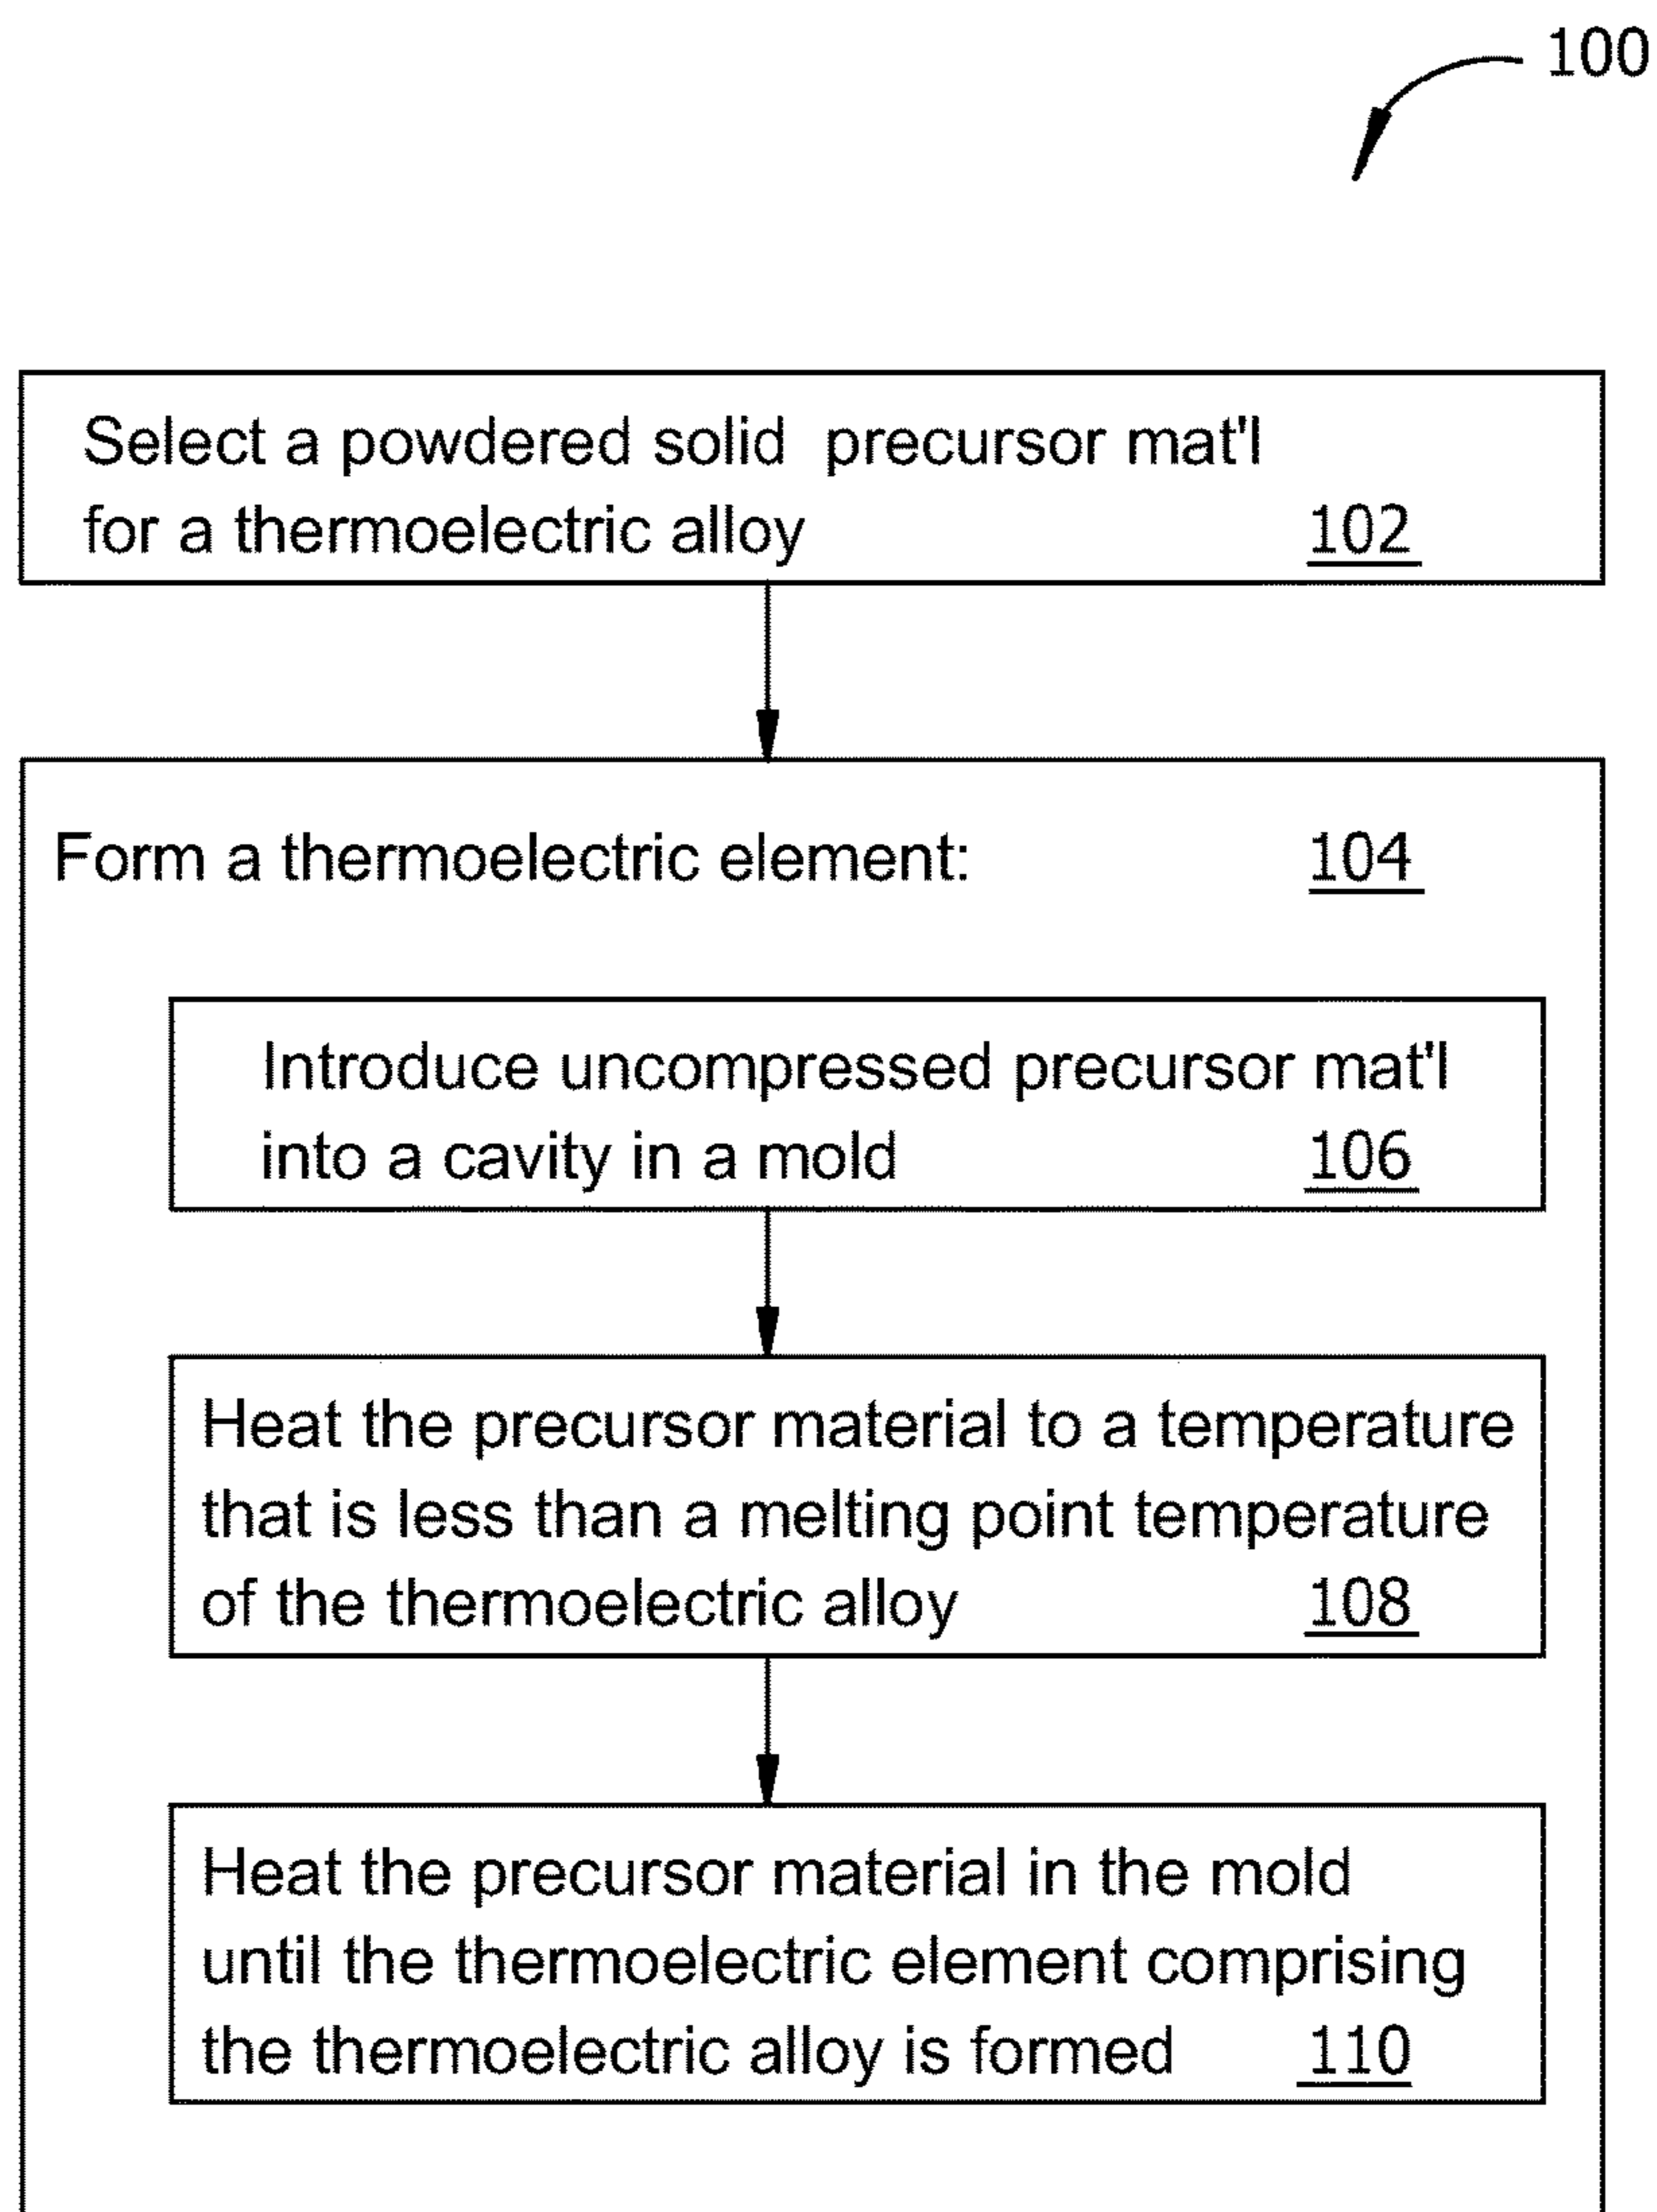 100
Select a powdered solid precursor mat'l
for a thermoelectric alloy 102
Form a thermoelectric element: 104
Introduce uncompressed precursor mat'l
into a cavity in a mold 106
Heat the precursor material to a temperature
that is less than a melting point temperature
of the thermoelectric alloy 108
Heat the precursor material in the mold
until the thermoelectric element comprising
the thermoelectric alloy is formed 110